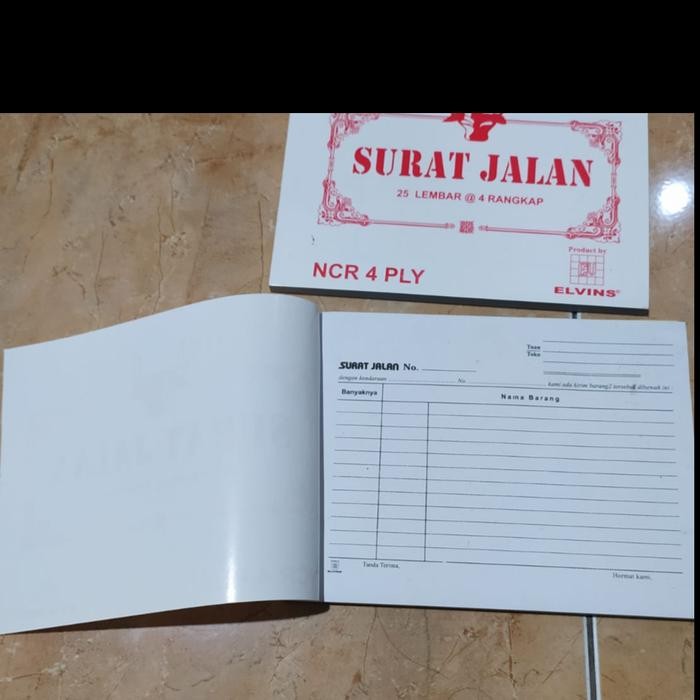 SURAT JALAN
25 LEMBAR @ 4 RANGKAP
NCR 4 PLY
Product by
ELVINS®
Tuan
Toko
SURAT JALAN No.
dengan kendaraan No kami ada kirim barang2 tersebut dibawah ini :
Banyaknya Nama Barang
Tanda Terima,
Hormat kami,
ELVINS